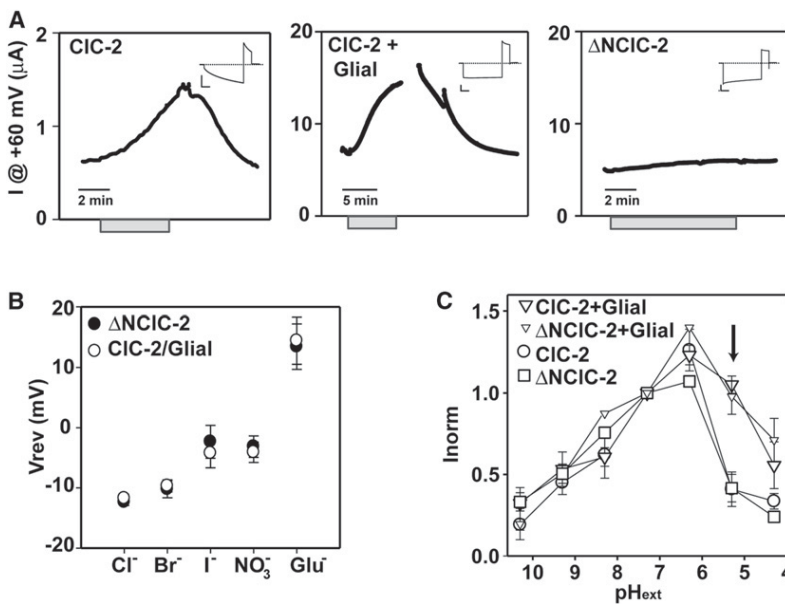 A
I @ +60 mV (µA)
2
1
0
ClC-2
2 min
20
10
0
ClC-2 +
Glial
5 min
20
10
0
ΔNClC-2
2 min
B
Vrev (mV)
20
10
0
-10
-20
ΔNClC-2
ClC-2/Glial
Cl⁻ Br⁻ I⁻ NO₃⁻ Glu⁻
C
Inorm
1.5
1.0
0.5
0.0
ClC-2+Glial
ΔNClC-2+Glial
ClC-2
ΔNClC-2
10 9 8 7 6 5 4
pHext